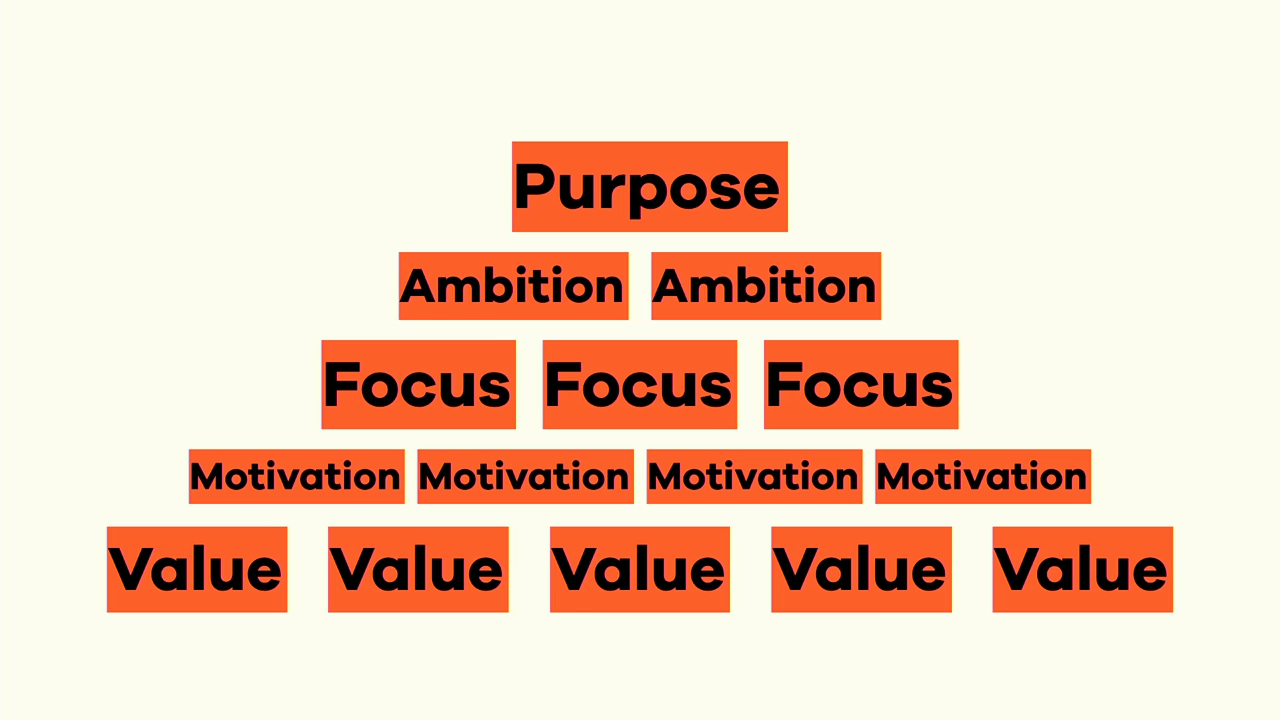 Purpose
Ambition Ambition
Focus Focus Focus
Motivation Motivation Motivation Motivation
Value Value Value Value Value